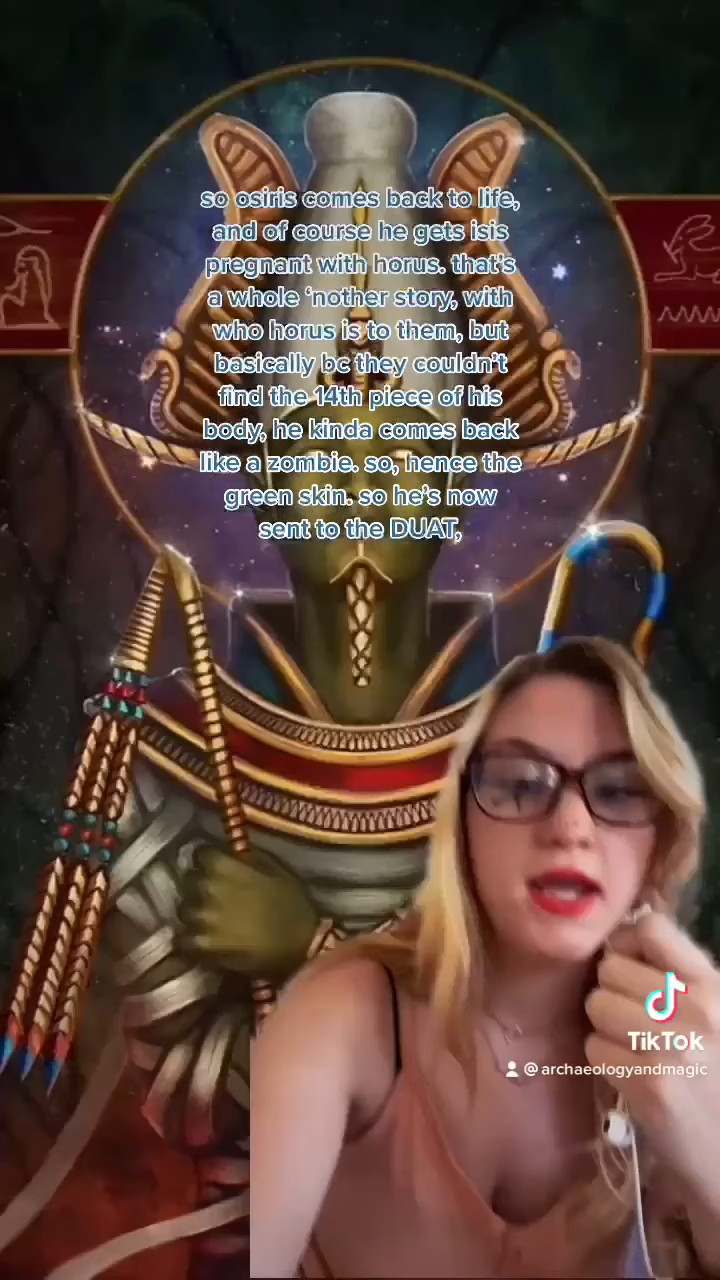 so osiris comes back to life,
and of course he gets isis
pregnant with horus. that's
a whole 'nother story, with
who horus is to them, but
basically bc they couldn't
find the 14th piece of his
body, he kinda comes back
like a zombie. so, hence the
green skin. so he's now
sent to the DUAT,
TikTok
@archaeologyandmagic